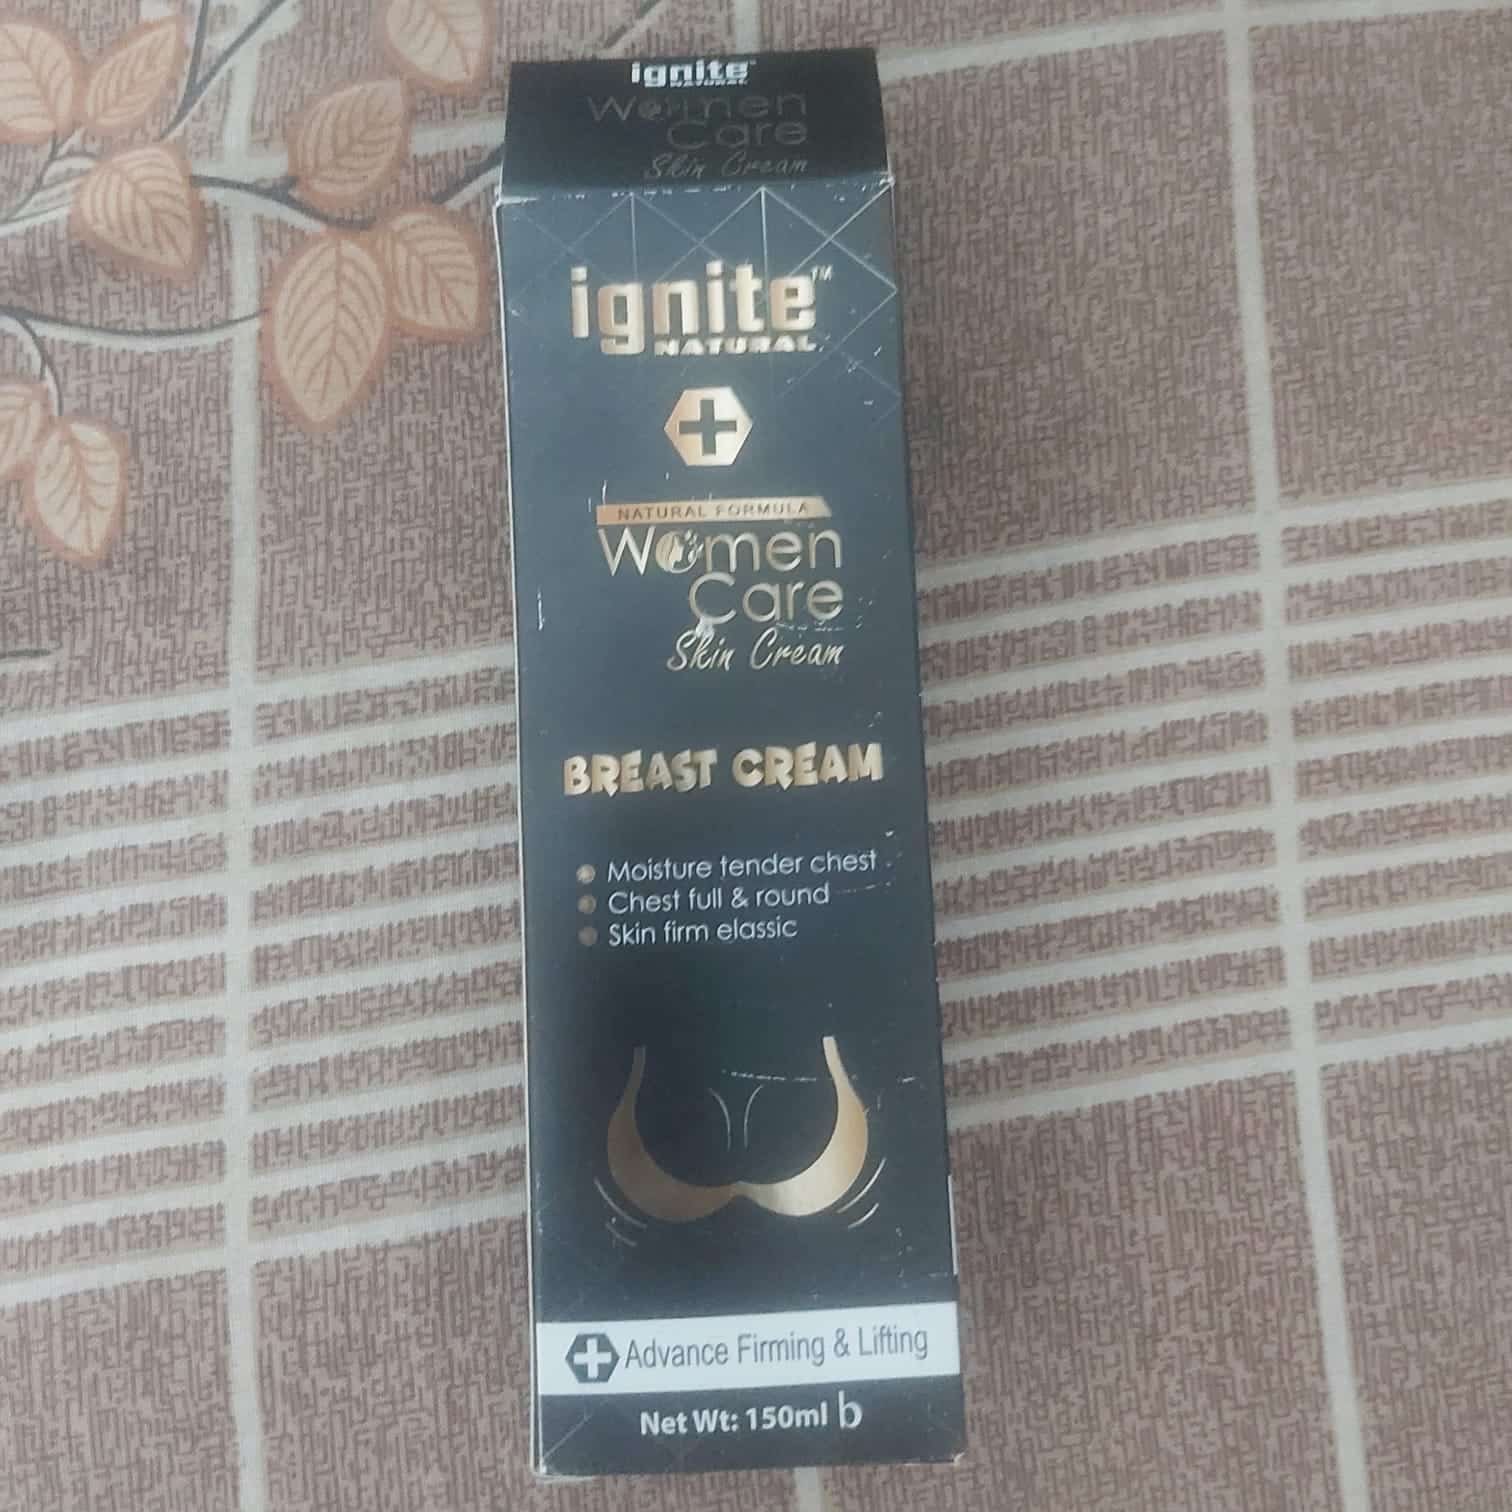 ignite
NATURAL
Women
Care
Skin Cream
ignite™
NATURAL
NATURAL FORMULA
Women
Care
Skin Cream
BREAST CREAM
Moisture tender chest
Chest full & round
Skin firm elassic
Advance Firming & Lifting
Net Wt: 150ml b